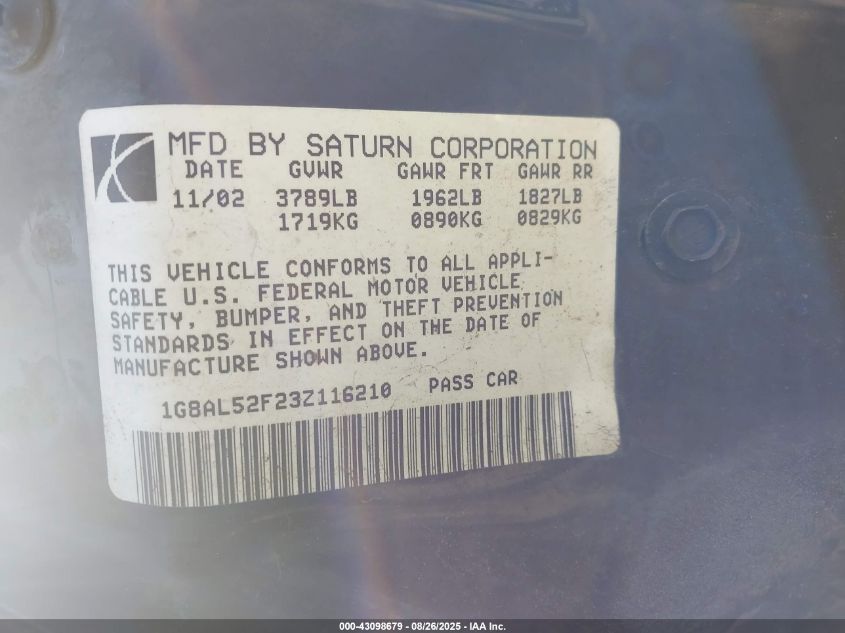 MFD BY SATURN CORPORATION
DATE GVWR GAWR FRT GAWR RR
11/02 3789LB 1962LB 1827LB
1719KG 0890KG 0829KG
THIS VEHICLE CONFORMS TO ALL APPLI-
CABLE U.S. FEDERAL MOTOR VEHICLE
SAFETY, BUMPER, AND THEFT PREVENTION
STANDARDS IN EFFECT ON THE DATE OF
MANUFACTURE SHOWN ABOVE.
1G8AL52F23Z116210 PASS CAR
000-43098679 - 08/26/2025 - IAA Inc.